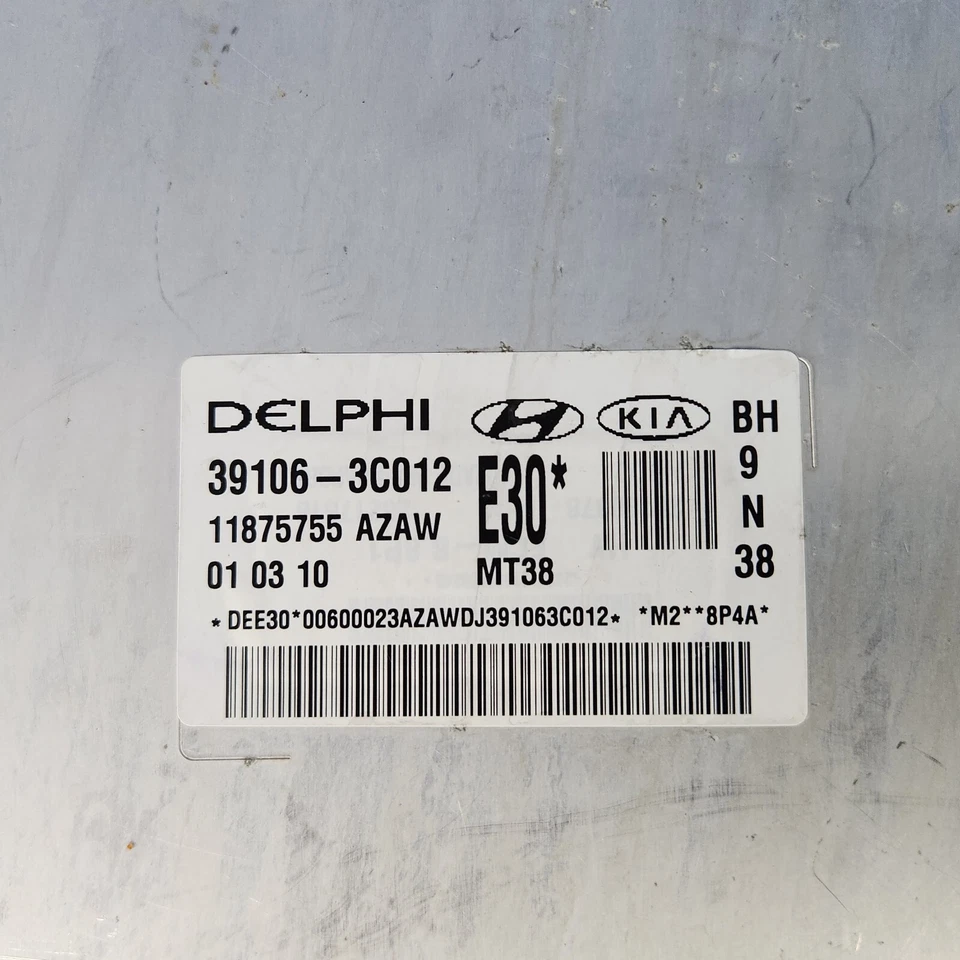 DELPHI H KIA BH
39106-3C012 E30* 9
11875755 AZAW N
01 03 10 MT38 38
*DEE30*00600023AZAWDJ391063C012* *M2**8P4A*